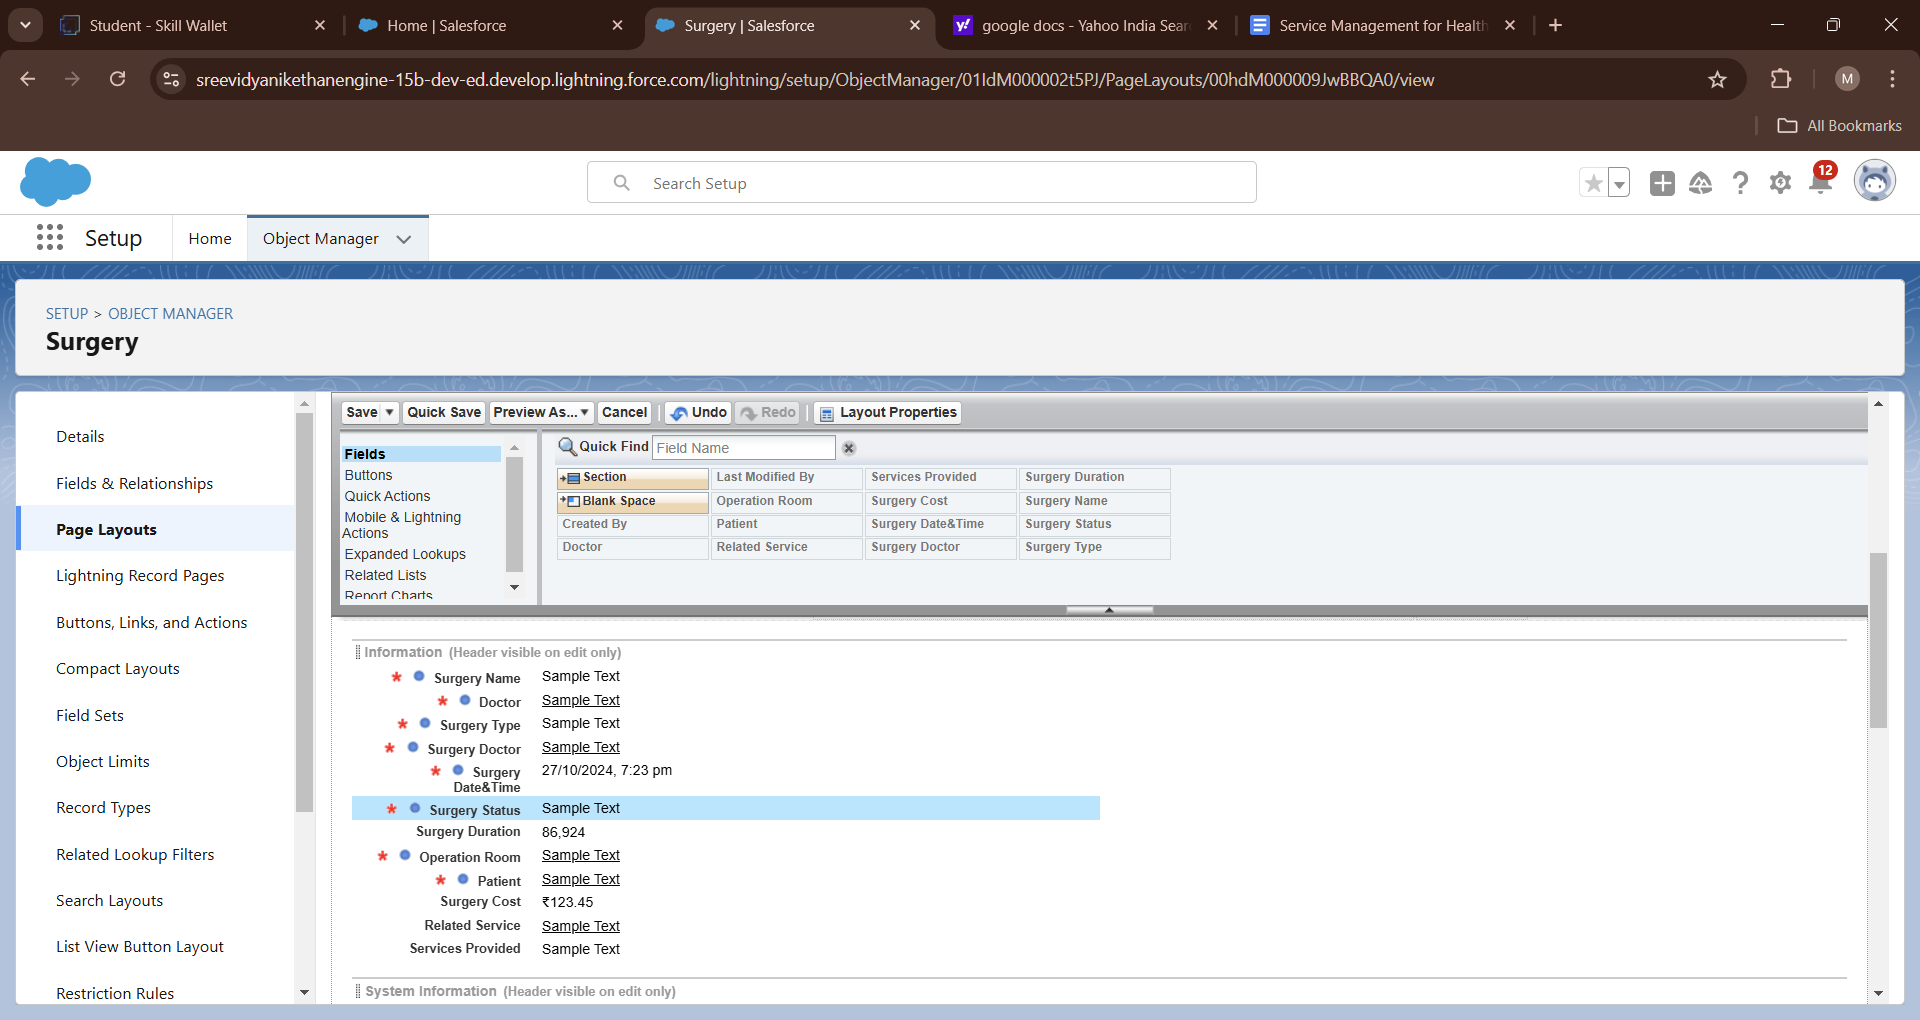 Student - Skill Wallet
Home | Salesforce
Surgery | Salesforce
google docs - Yahoo India Sear
Service Management for Health
sreevidyanikethanengine-15b-dev-ed.develop.lightning.force.com/lightning/setup/ObjectManager/01IdM000002t5PJ/PageLayouts/00hdM000009JwBBQA0/view
M
All Bookmarks
Search Setup
12
Setup
Home
Object Manager
SETUP > OBJECT MANAGER
Surgery
Details
Fields & Relationships
Page Layouts
Lightning Record Pages
Buttons, Links, and Actions
Compact Layouts
Field Sets
Object Limits
Record Types
Related Lookup Filters
Search Layouts
List View Button Layout
Restriction Rules
Save Quick Save Preview As... Cancel Undo Redo Layout Properties
Fields
Buttons
Quick Actions
Mobile & Lightning
Actions
Expanded Lookups
Related Lists
Report Charts
Quick Find Field Name
Section Last Modified By Services Provided Surgery Duration
Blank Space Operation Room Surgery Cost Surgery Name
Created By Patient Surgery Date&Time Surgery Status
Doctor Related Service Surgery Doctor Surgery Type
Information (Header visible on edit only)
* Surgery Name Sample Text
* Doctor Sample Text
* Surgery Type Sample Text
* Surgery Doctor Sample Text
* Surgery 27/10/2024, 7:23 pm
Date&Time
* Surgery Status Sample Text
Surgery Duration 86,924
* Operation Room Sample Text
* Patient Sample Text
Surgery Cost ₹123.45
Related Service Sample Text
Services Provided Sample Text
System Information (Header visible on edit only)